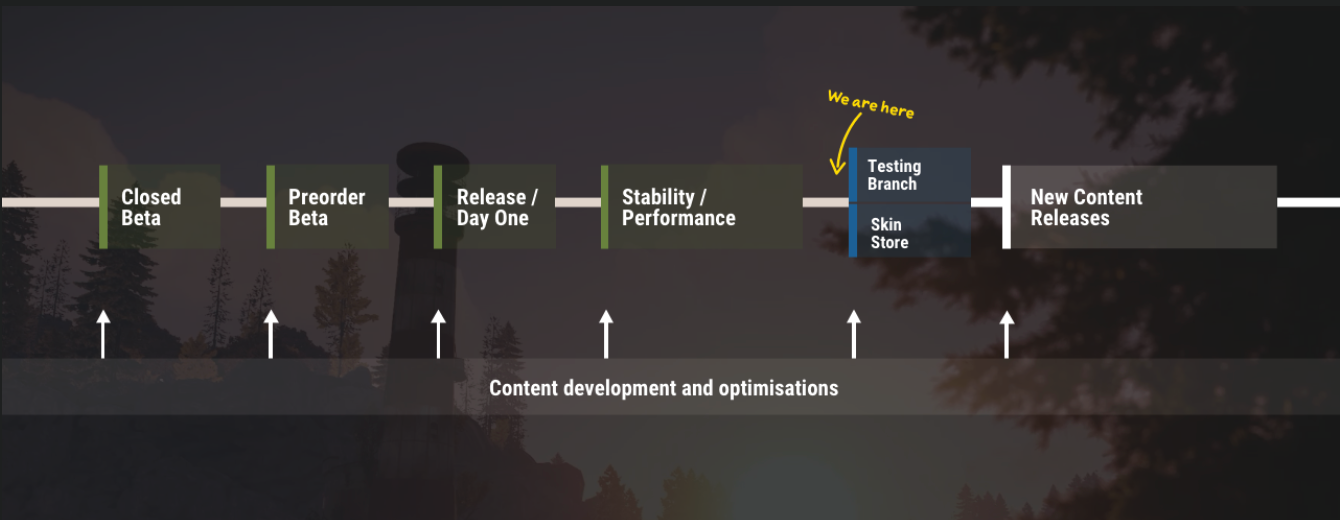 We are here
Closed
Beta
Preorder
Beta
Release /
Day One
Stability /
Performance
Testing
Branch
Skin
Store
New Content
Releases
Content development and optimisations